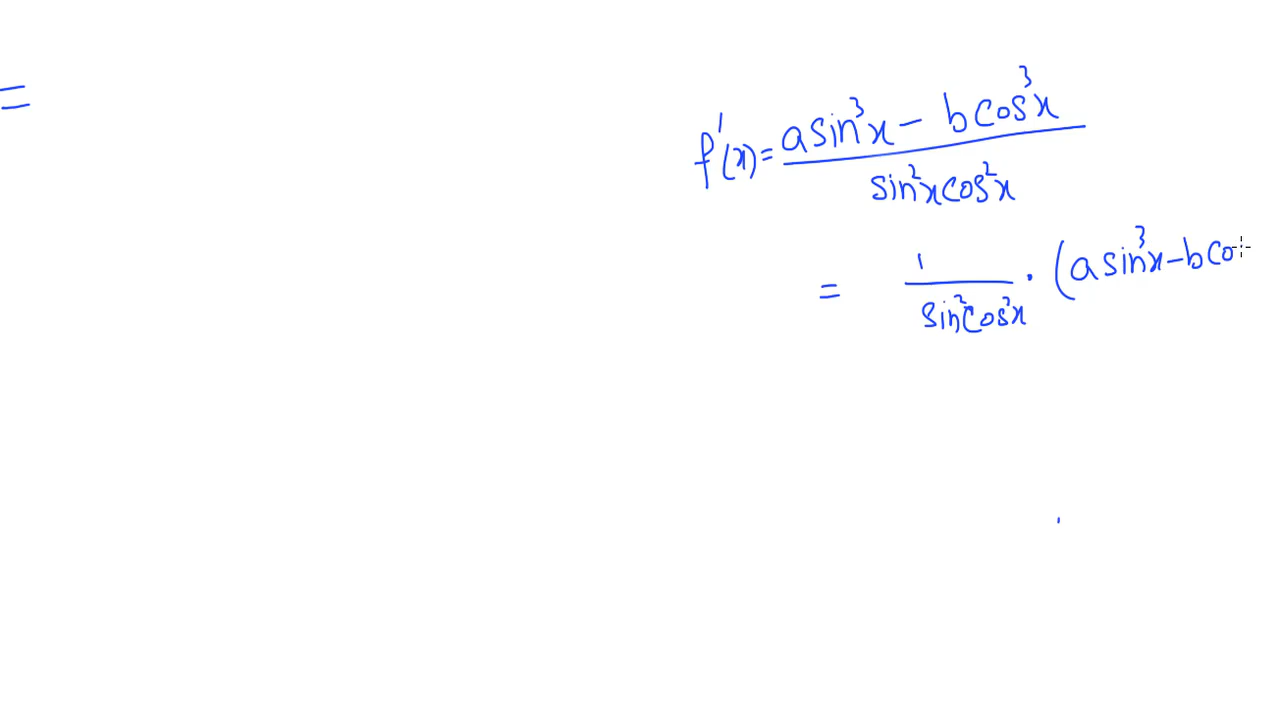 =
f'(x) = (a sin³x − b cos³x) / (sin²x cos²x)
= 1 / (sin²cos²x) · (a sin³x − b co